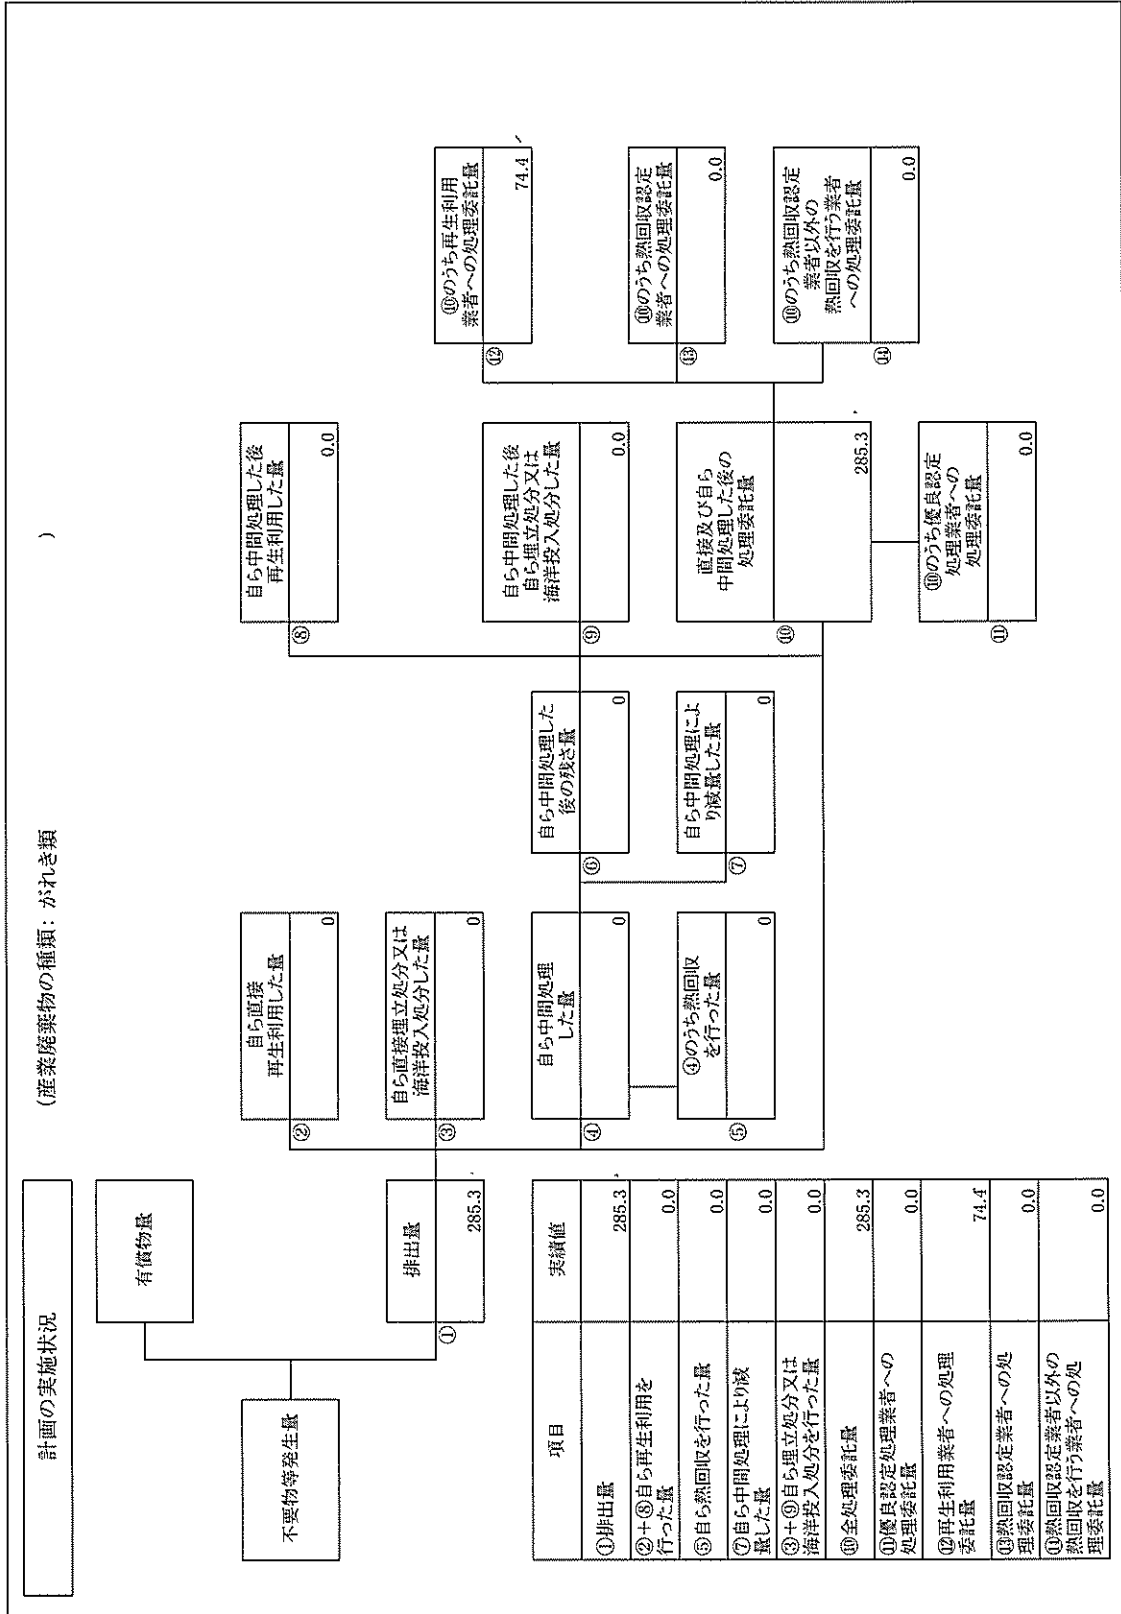 計画の実施状況
(産業廃棄物の種類: がれき類
)
不要物等発生量
有償物量
排出量
①
285.3
自ら直接
再生利用した量
②
0
自ら直接埋立処分又は
海洋投入処分した量
③
0
自ら中間処理
した量
④
0
④のうち熱回収
を行った量
⑤
0
自ら中間処理した
後の残さ量
⑥
0
自ら中間処理によ
り減量した量
⑦
0
自ら中間処理した後
再生利用した量
⑧
0.0
自ら中間処理した後
自ら埋立処分又は
海洋投入処分した量
⑨
0.0
直接及び自ら
中間処理した後の
処理委託量
⑩
285.3
⑩のうち優良認定
処理業者への
処理委託量
⑪
0.0
⑩のうち再生利用
業者への処理委託量
⑫
74.4
⑩のうち熱回収認定
業者への処理委託量
⑬
0.0
⑩のうち熱回収認定
業者以外の
熱回収を行う業者
への処理委託量
⑭
0.0
項目
実績値
①排出量
285.3
②+⑧自ら再生利用を
行った量
0.0
⑤自ら熱回収を行った量
0.0
⑦自ら中間処理により減
量した量
0.0
③+⑨自ら埋立処分又は
海洋投入処分を行った量
0.0
⑩全処理委託量
285.3
⑪優良認定処理業者への
処理委託量
0.0
⑫再生利用業者への処理
委託量
74.4
⑬熱回収認定業者への処
理委託量
0.0
⑭熱回収認定業者以外の
熱回収を行う業者への処
理委託量
0.0